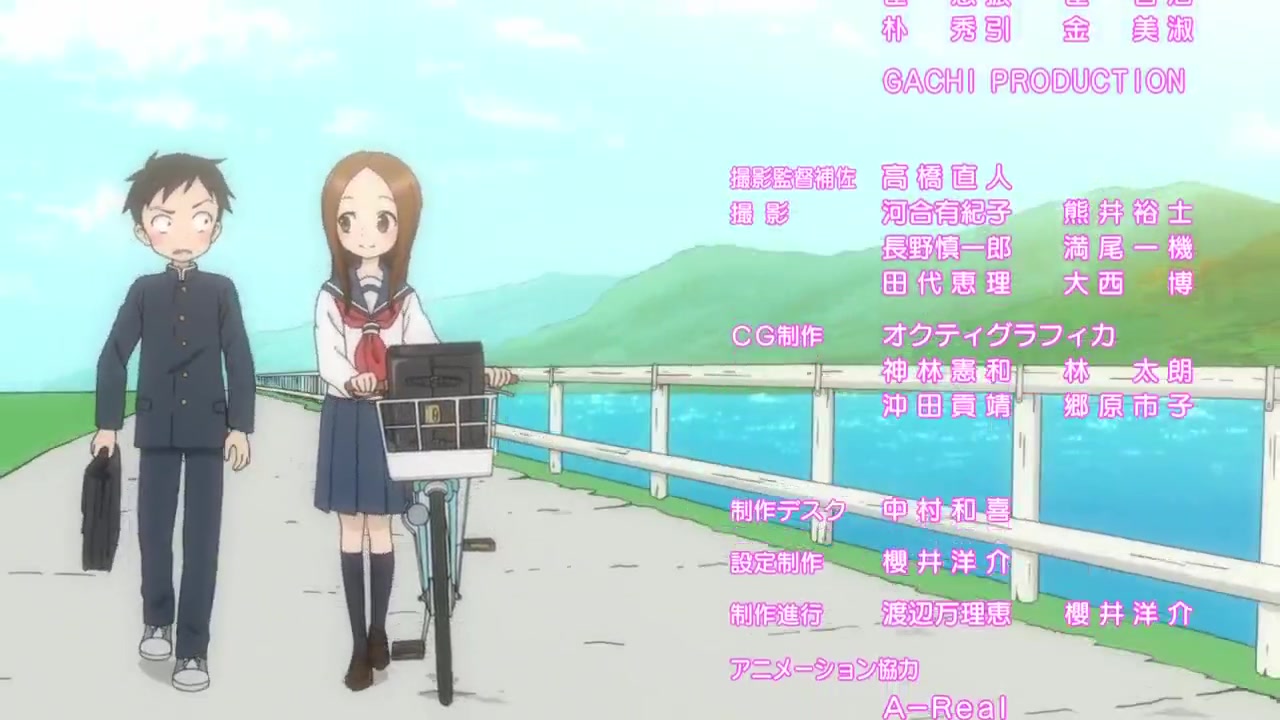 朴 秀引 金 美淑
GACHI PRODUCTION
撮影監督補佐 高橋直人
撮影 河合有紀子 熊井裕士
長野慎一郎 満尾一機
田代恵理 大西 博
CG制作 オクティグラフィカ
神林憲和 林 太朗
沖田貢靖 郷原市子
制作デスク 中村和喜
設定制作 櫻井洋介
制作進行 渡辺万理恵 櫻井洋介
アニメーション協力
A-Real